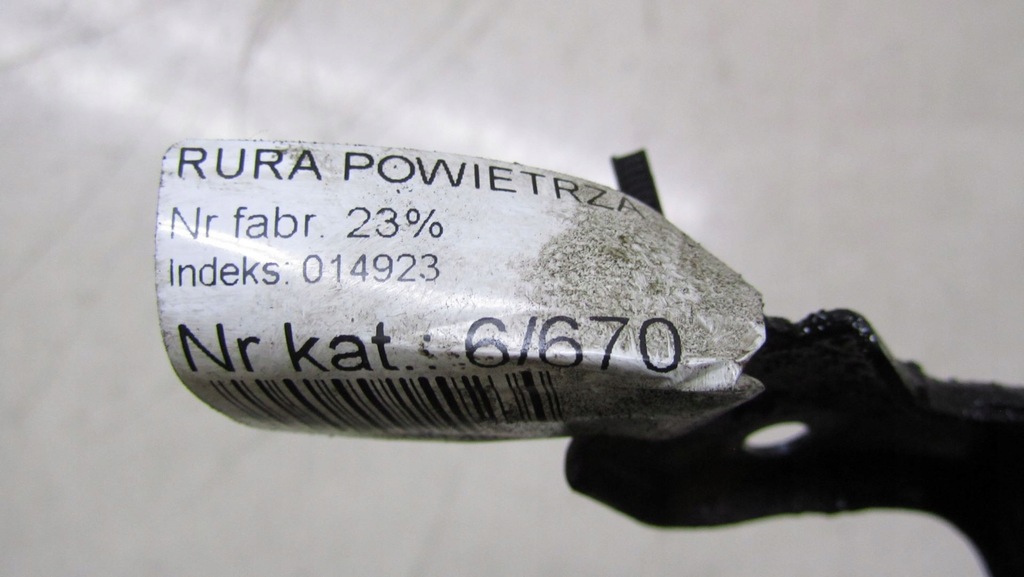 RURA POWIETRZA
Nr fabr. 23%
Indeks: 014923
Nr kat.: 6/670